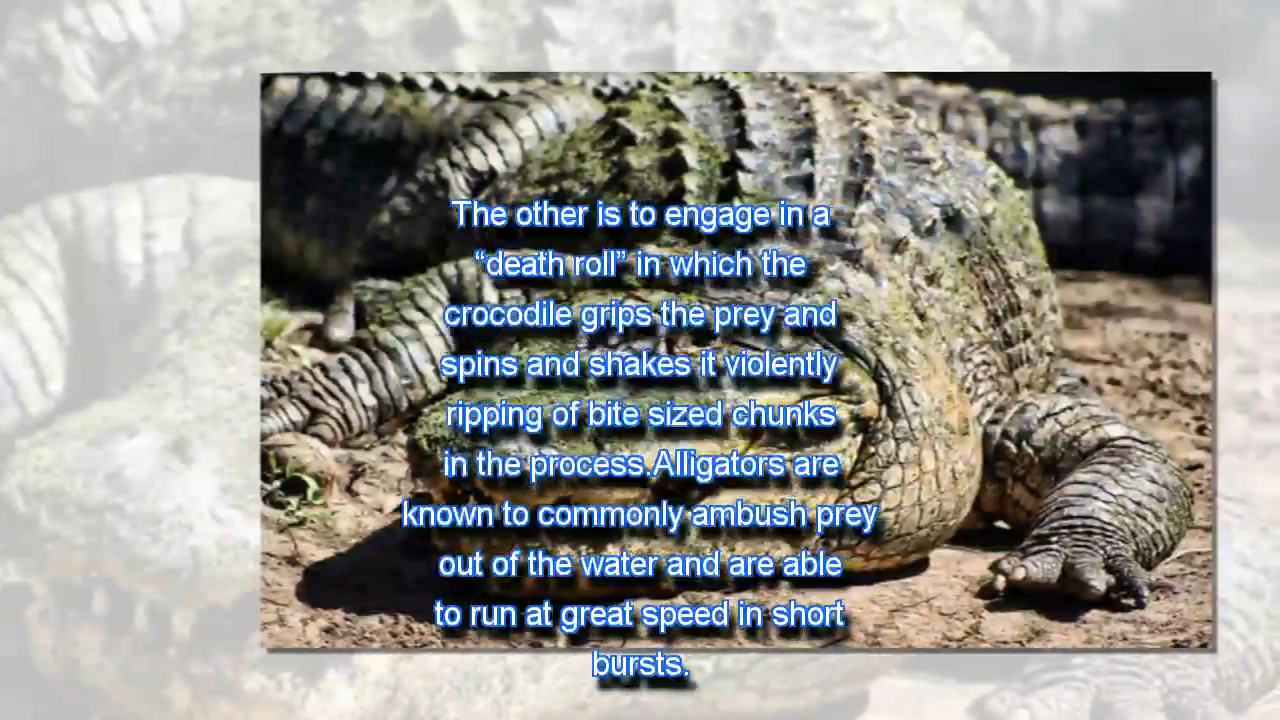 The other is to engage in a
“death roll” in which the
crocodile grips the prey and
spins and shakes it violently
ripping of bite sized chunks
in the process.Alligators are
known to commonly ambush prey
out of the water and are able
to run at great speed in short
bursts.